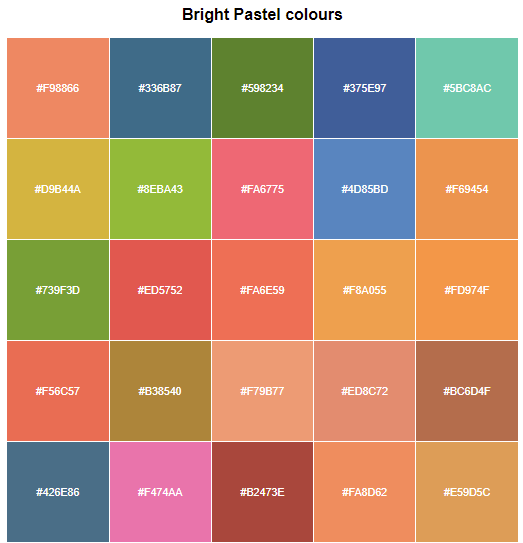 Bright Pastel colours
#F98866 #336B87 #598234 #375E97 #5BC8AC
#D9B44A #8EBA43 #FA6775 #4D85BD #F69454
#739F3D #ED5752 #FA6E59 #F8A055 #FD974F
#F56C57 #B38540 #F79B77 #ED8C72 #BC6D4F
#426E86 #F474AA #B2473E #FA8D62 #E59D5C